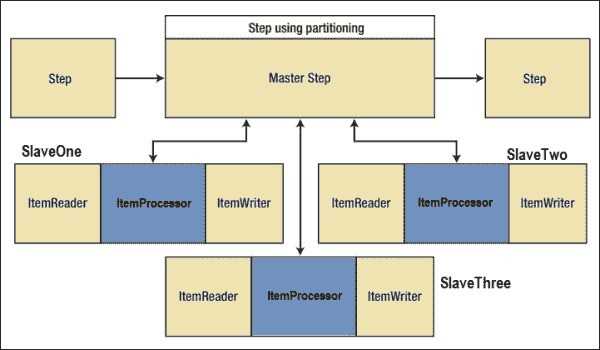 Step using partitioning
Step
Master Step
Step
SlaveOne
SlaveTwo
ItemReader
ItemProcessor
ItemWriter
ItemReader
ItemProcessor
ItemWriter
SlaveThree
ItemReader
ItemProcessor
ItemWriter